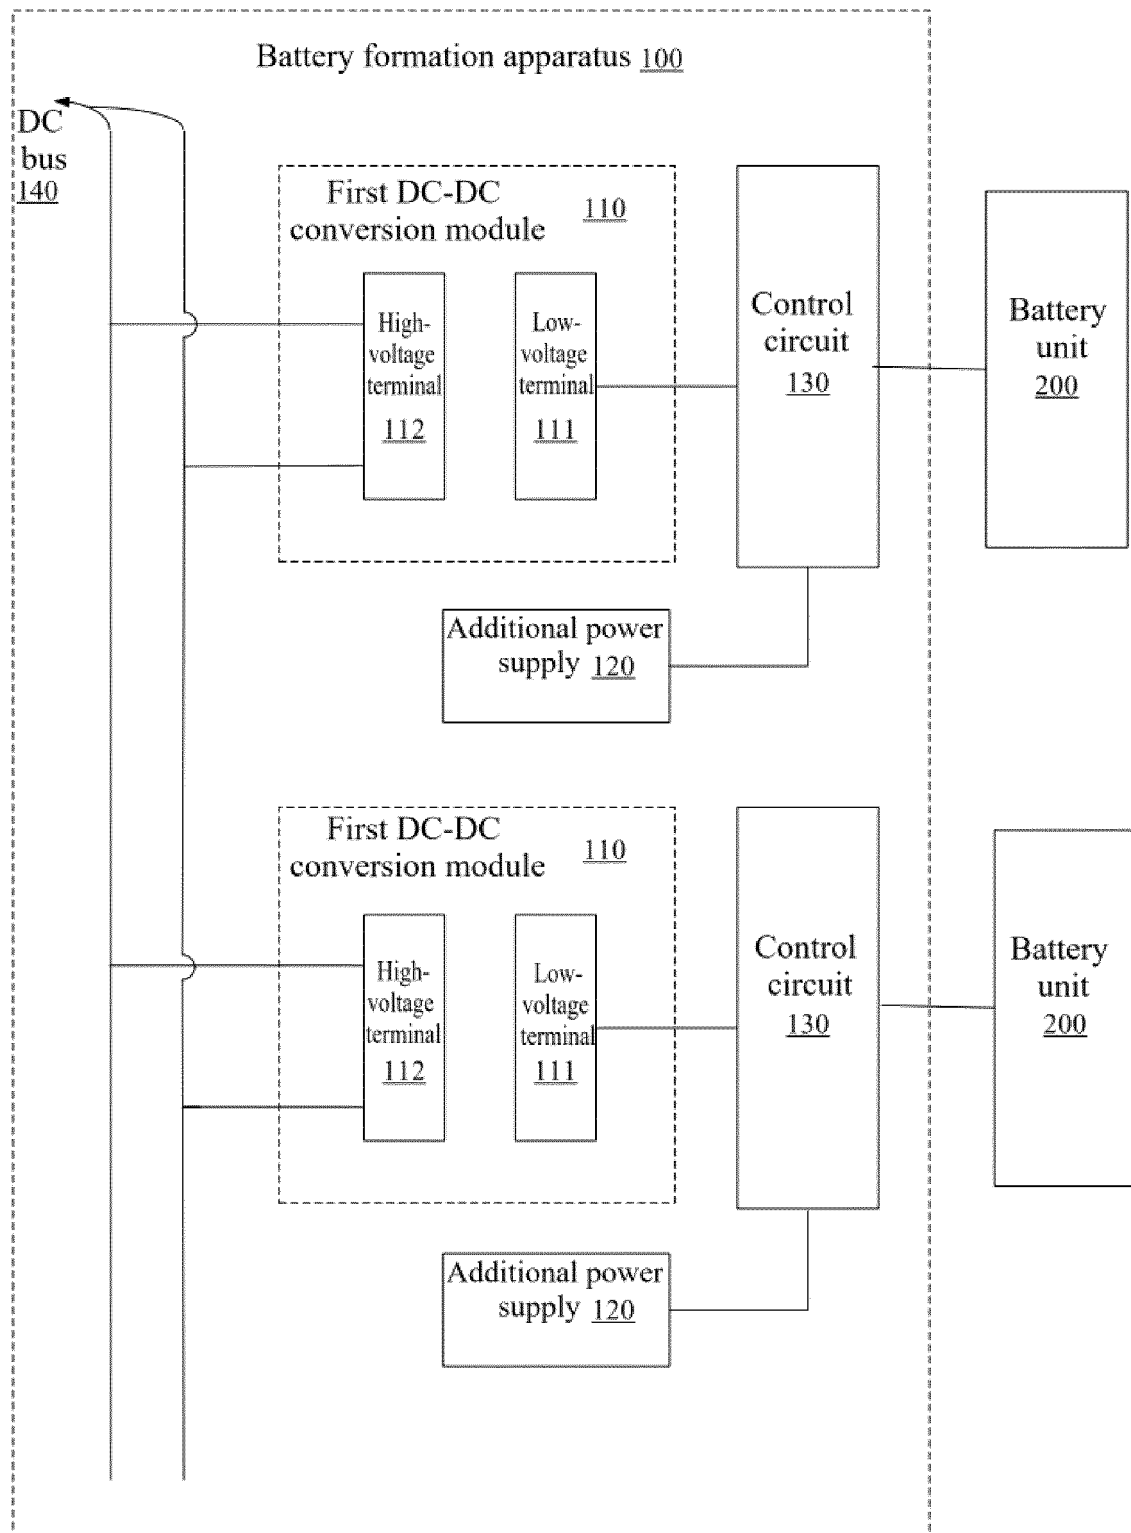 Battery formation apparatus 100
DC
bus
140
First DC-DC
conversion module 110
High-
voltage
terminal
112
Low-
voltage
terminal
111
Control
circuit
130
Battery
unit
200
Additional power
supply 120
First DC-DC
conversion module 110
High-
voltage
terminal
112
Low-
voltage
terminal
111
Control
circuit
130
Battery
unit
200
Additional power
supply 120